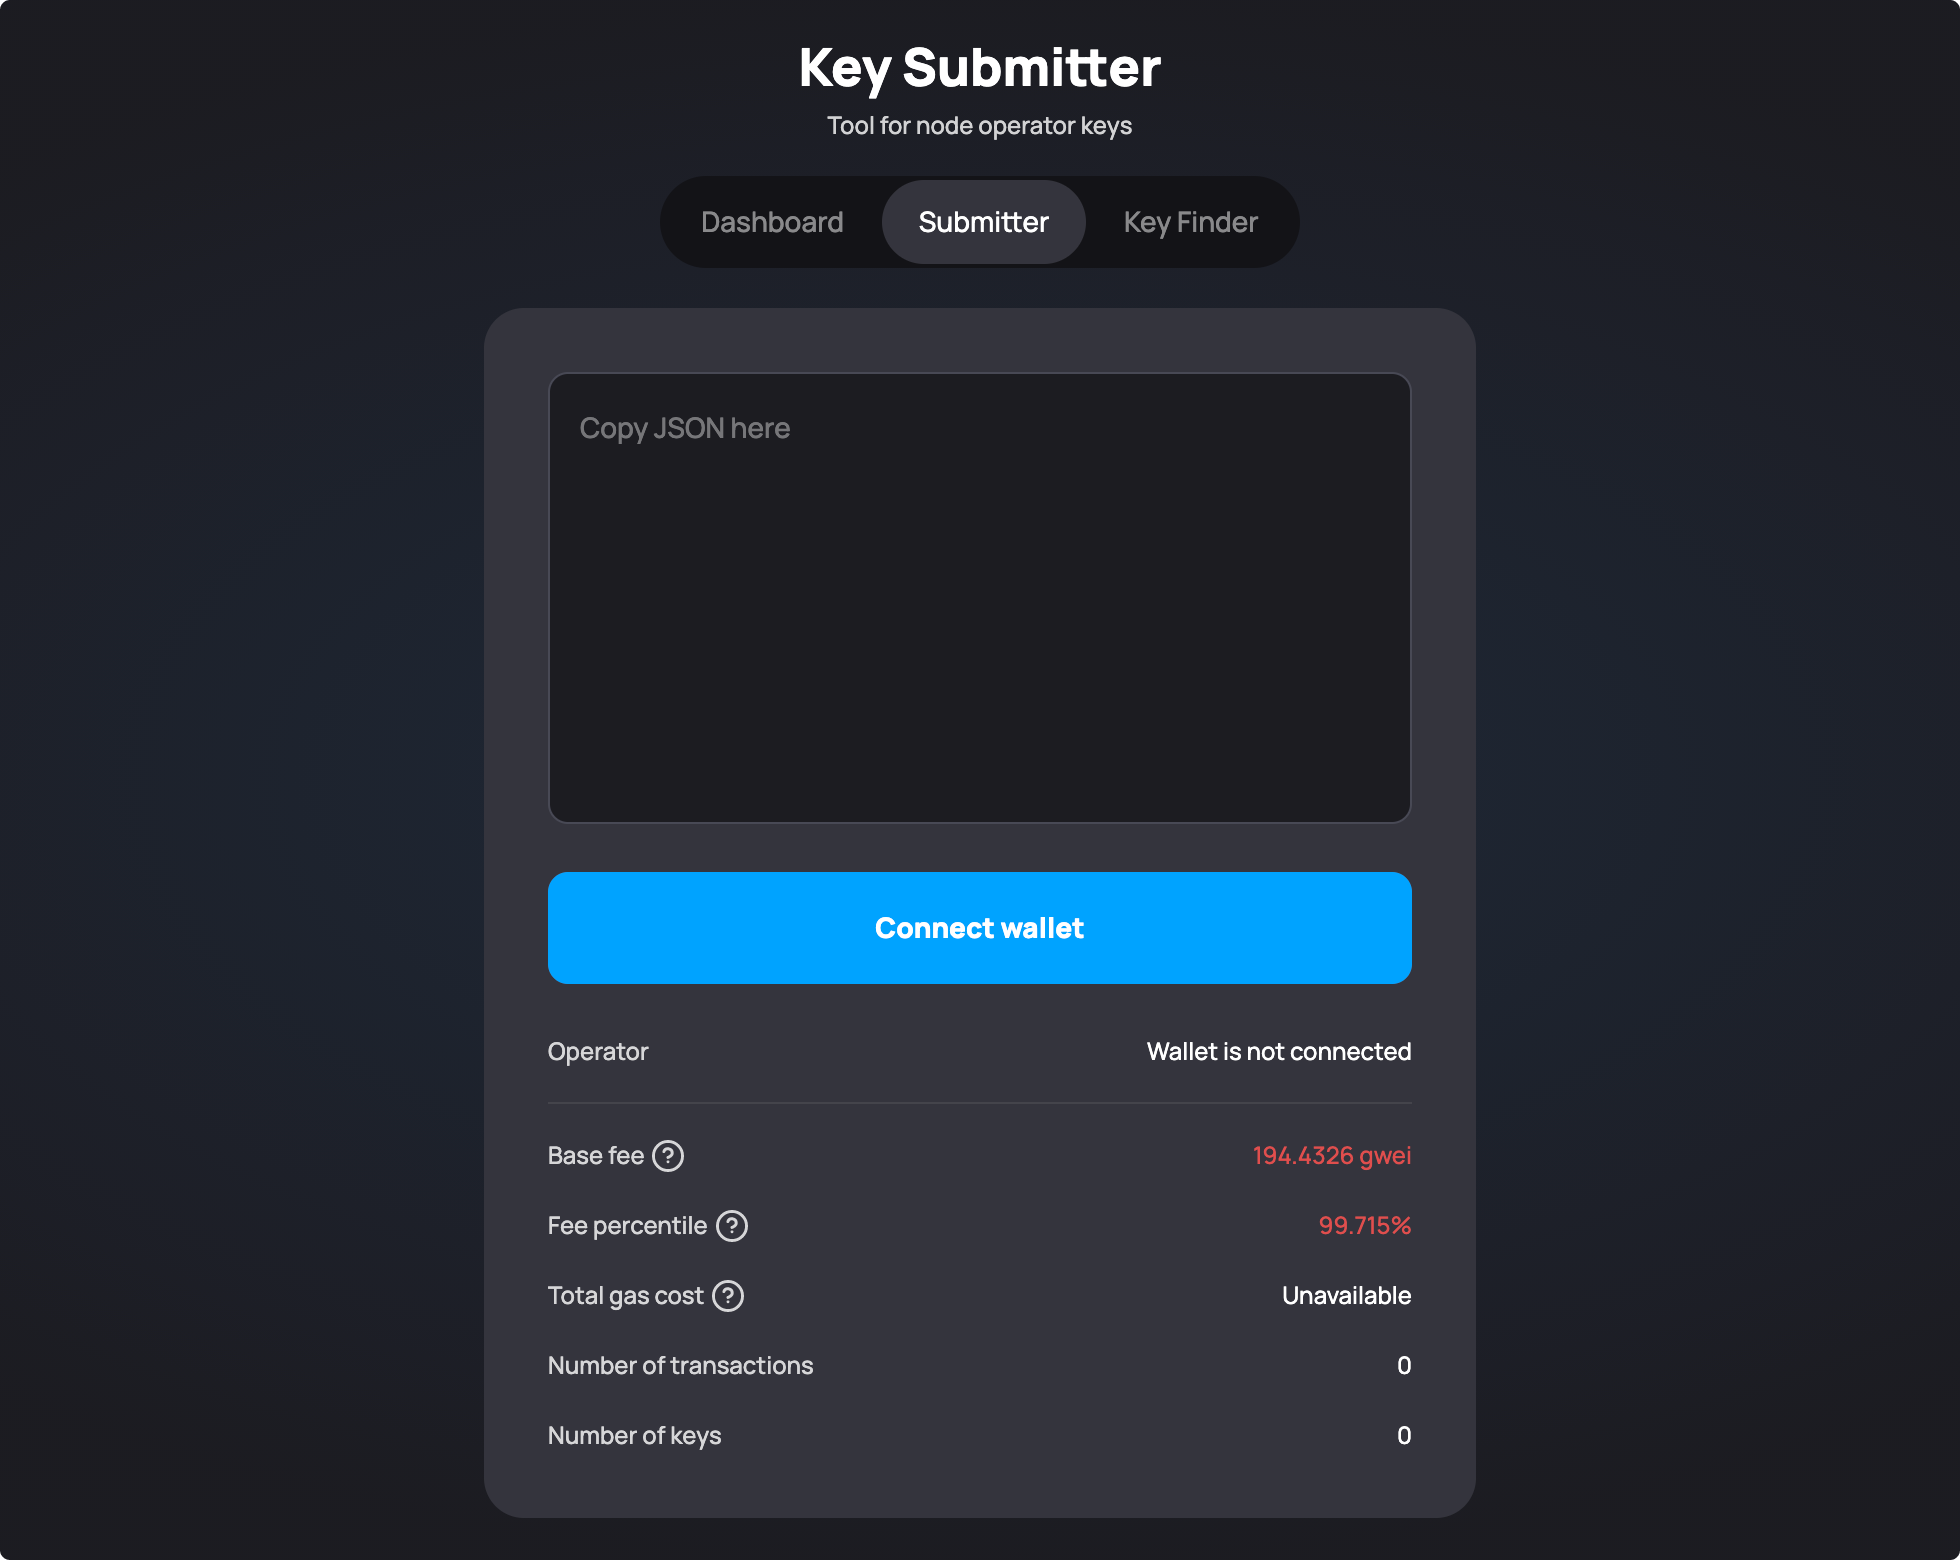 Key Submitter
Tool for node operator keys
Dashboard Submitter Key Finder
Copy JSON here
Connect wallet
Operator Wallet is not connected
Base fee ? 194.4326 gwei
Fee percentile ? 99.715%
Total gas cost ? Unavailable
Number of transactions 0
Number of keys 0